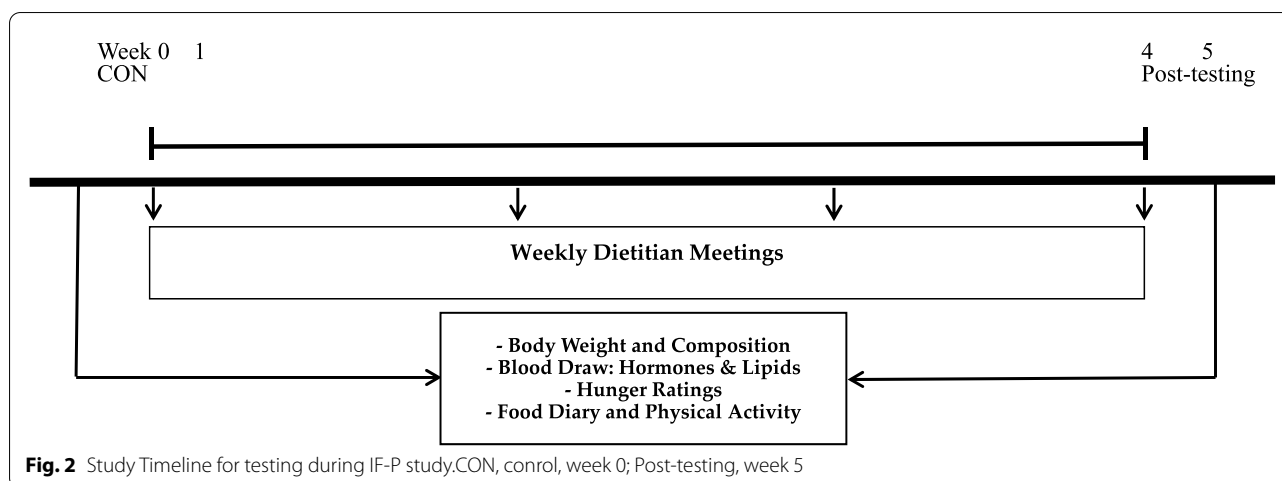 Week 0 1 4 5
CON Post-testing
Weekly Dietitian Meetings
- Body Weight and Composition
- Blood Draw: Hormones & Lipids
- Hunger Ratings
- Food Diary and Physical Activity
Fig. 2 Study Timeline for testing during IF-P study.CON, conrol, week 0; Post-testing, week 5